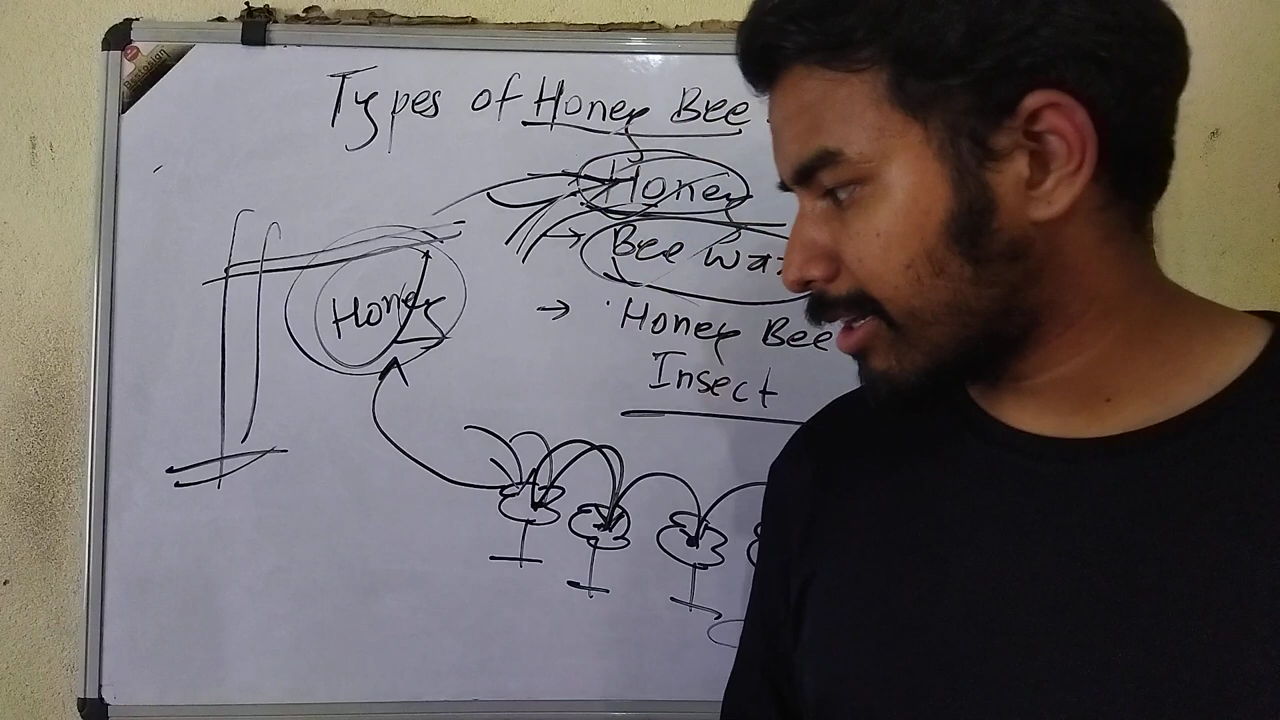 Types of Honey Bee
Honey
→ Bee Wax
Honey
→ Honey Bee
Insect